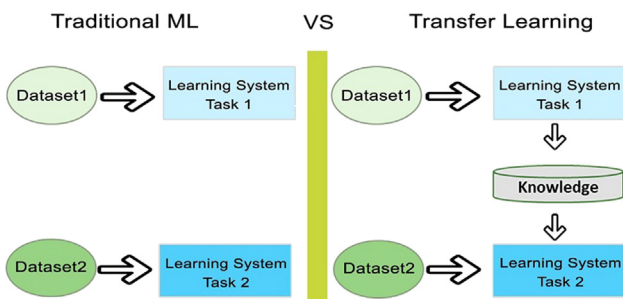 Traditional ML
VS
Transfer Learning
Dataset1
Learning System
Task 1
Dataset1
Learning System
Task 1
Knowledge
Dataset2
Learning System
Task 2
Dataset2
Learning System
Task 2